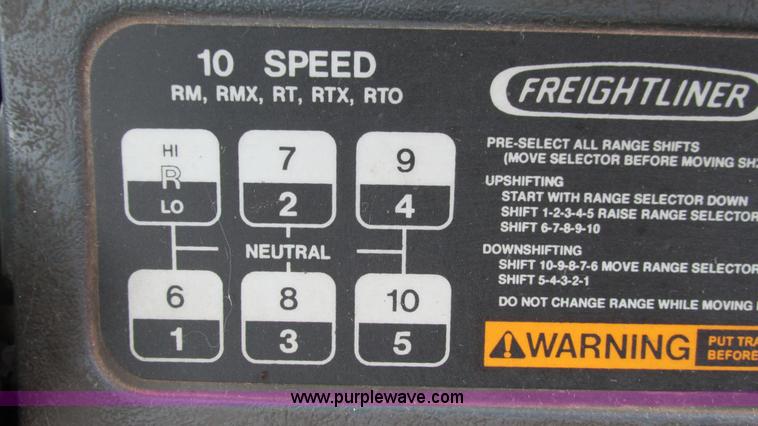 10 SPEED
RM, RMX, RT, RTX, RTO
HI
R
LO
7
2
9
4
NEUTRAL
6
1
8
3
10
5
FREIGHTLINER
PRE-SELECT ALL RANGE SHIFTS
(MOVE SELECTOR BEFORE MOVING
UPSHIFTING
START WITH RANGE SELECTOR DOWN
SHIFT 1-2-3-4-5 RAISE RANGE SELECTOR
SHIFT 6-7-8-9-10
DOWNSHIFTING
SHIFT 10-9-8-7-6 MOVE RANGE SELECTOR
SHIFT 5-4-3-2-1
DO NOT CHANGE RANGE WHILE MOVING
WARNING
PUT TRA
BEFORE
www.purplewave.com